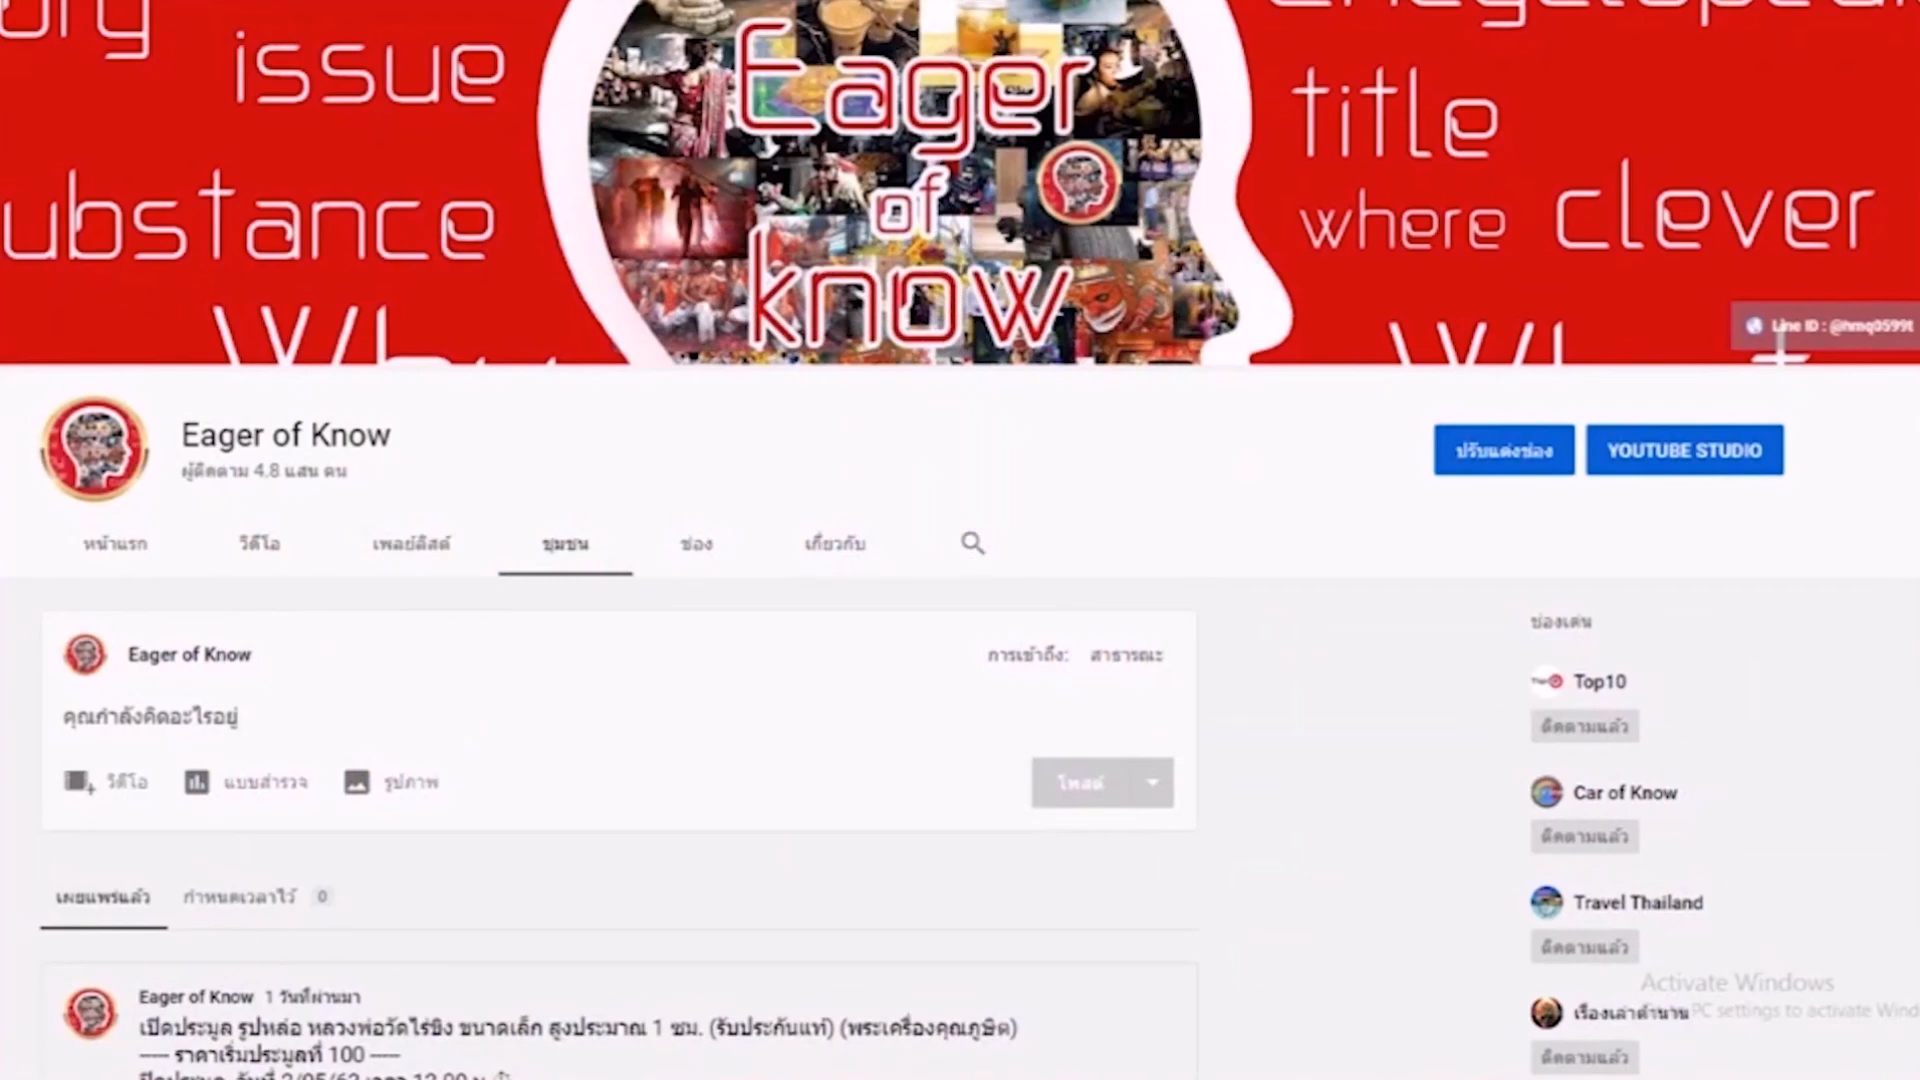 issue
Eager
title
of
where clever
substance
know
Line ID : @hmq0599t
Eager of Know
ผู้ติดตาม 4.8 แสน คน
ปรับแต่งช่อง
YOUTUBE STUDIO
หน้าแรก วิดีโอ เพลย์ลิสต์ ชุมชน ช่อง เกี่ยวกับ
Eager of Know
การเข้าถึง: สาธารณะ
คุณกำลังคิดอะไรอยู่
วิดีโอ แบบสำรวจ รูปภาพ
โพสต์
เผยแพร่แล้ว กำหนดเวลาไว้ 0
Eager of Know 1 วันที่ผ่านมา
เปิดประมูล รูปหล่อ หลวงพ่อวัดไร่ขิง ขนาดเล็ก สูงประมาณ 1 ซม. (รับประกันแท้) (พระเครื่องคุณภูษิต)
---- ราคาเริ่มประมูลที่ 100 ----
ช่องเด่น
Top10
ติดตามแล้ว
Car of Know
ติดตามแล้ว
Travel Thailand
ติดตามแล้ว
Activate Windows
เรื่องเล่าตำนาน
PC settings to activate Wind
ติดตามแล้ว